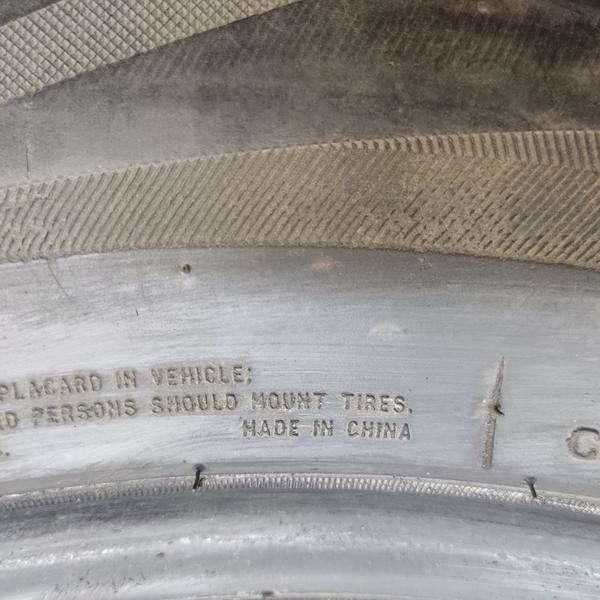 PLACARD IN VEHICLE;
PERSONS SHOULD MOUNT TIRES.
MADE IN CHINA